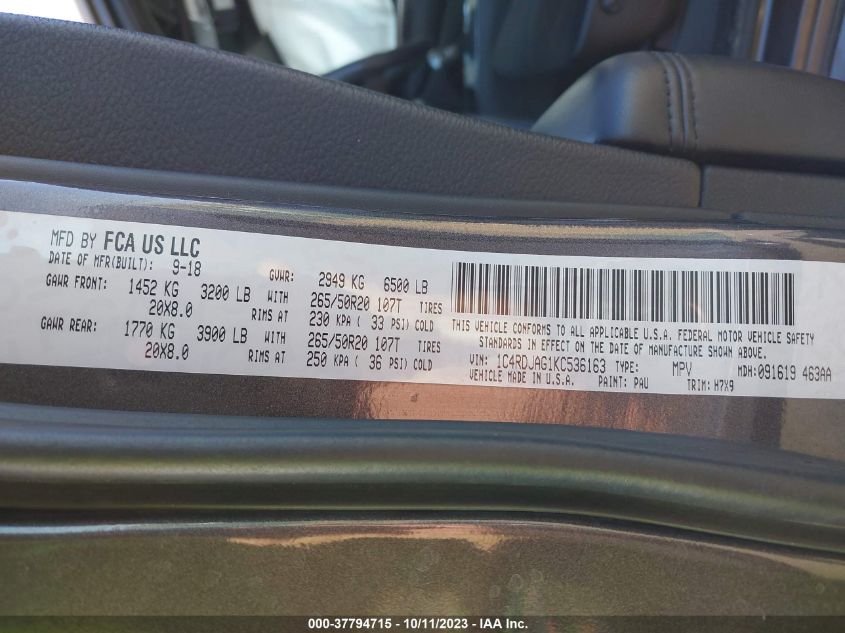 MFD BY FCA US LLC
DATE OF MFR(BUILT): 9-18 GVWR: 2949 KG 6500 LB
GAWR FRONT: 1452 KG 3200 LB WITH 265/50R20 107T TIRES
20X8.0 RIMS AT 230 KPA ( 33 PSI) COLD
GAWR REAR: 1770 KG 3900 LB WITH 265/50R20 107T TIRES
20X8.0 RIMS AT 250 KPA ( 36 PSI) COLD
THIS VEHICLE CONFORMS TO ALL APPLICABLE U.S.A. FEDERAL MOTOR VEHICLE SAFETY
STANDARDS IN EFFECT ON THE DATE OF MANUFACTURE SHOWN ABOVE.
VIN: 1C4RDJAG1KC536163 TYPE: MPV MDH: 091619 463AA
VEHICLE MADE IN U.S.A. PAINT: PAU TRIM: H7X9
000-37794715 - 10/11/2023 - IAA Inc.